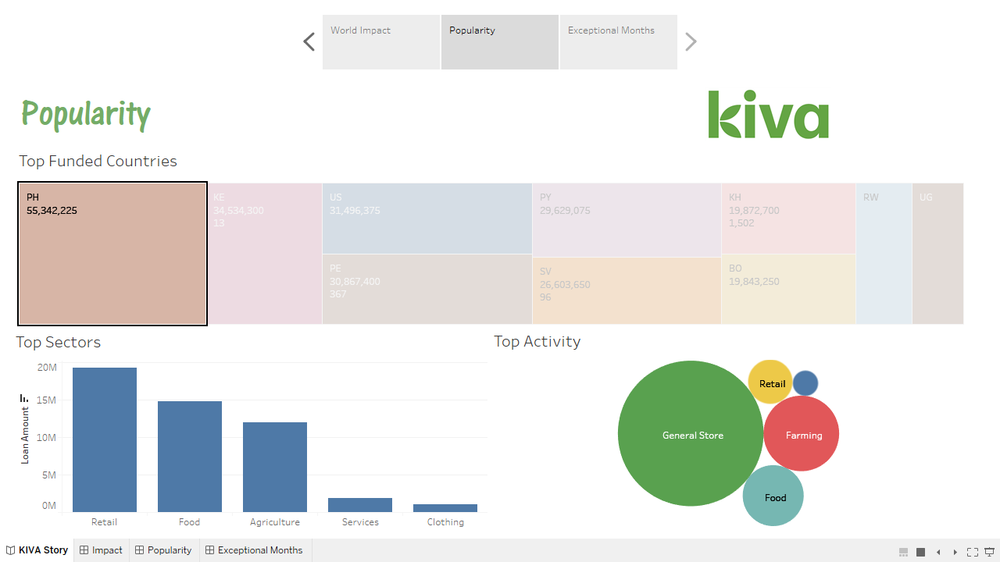 World Impact
Popularity
Exceptional Months
Popularity
kiva
Top Funded Countries
PH
55,342,225
KE
34,534,300
13
US
31,496,375
PE
30,867,400
367
PY
29,629,075
SV
26,603,650
96
KH
19,872,700
1,502
BO
19,843,250
RW
UG
Top Sectors
20M
15M
10M
5M
0M
Loan Amount
Retail
Food
Agriculture
Services
Clothing
Top Activity
General Store
Retail
Farming
Food
KIVA Story
Impact
Popularity
Exceptional Months